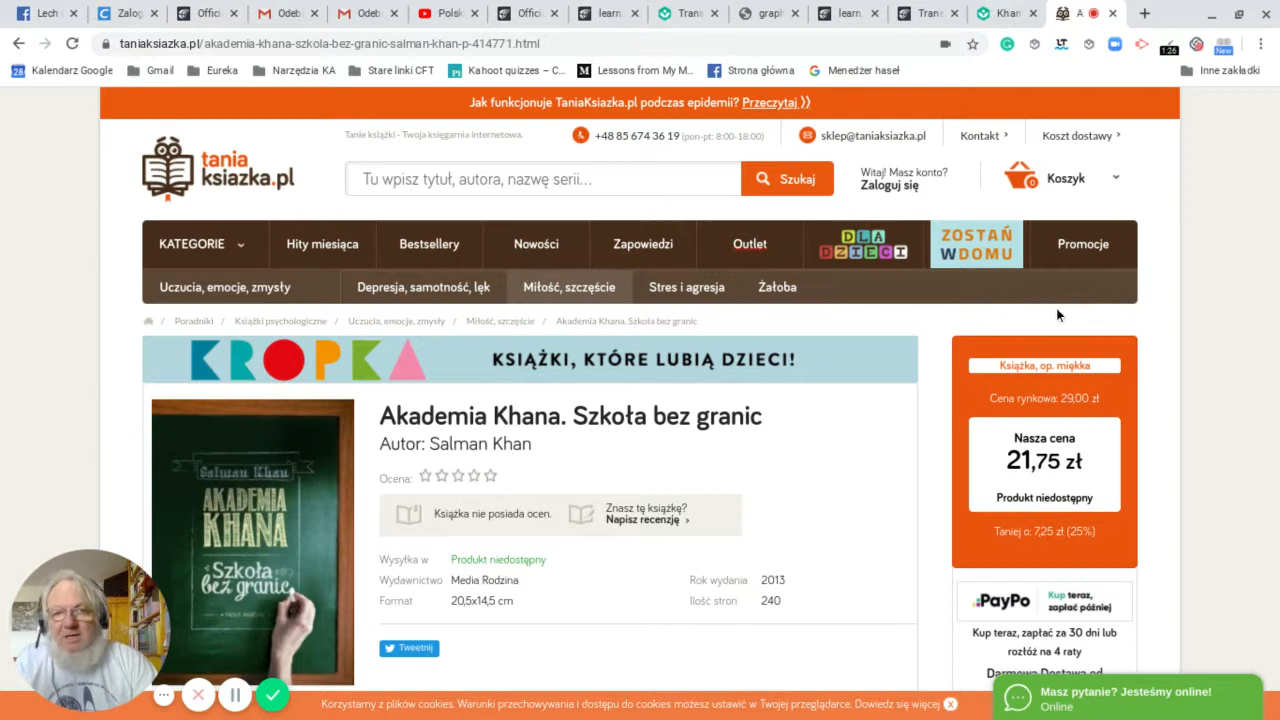 Lech
Zalog
Offici
Odeb
Odeb
Polsk
Offici
learn.
Trans
graph
learn.
Trans
Khan
A
taniaksiazka.pl/akademia-khana-szkola-bez-granic-salman-khan-p-414771.html
1:26
New
28
Kalendarz Google
Gmail
Eureka
Narzędzia KA
Stare linki CFT
Kahoot quizzes – C...
Lessons from My M...
Strona główna
Menedżer haseł
Inne zakładki
Jak funkcjonuje TaniaKsiazka.pl podczas epidemii? Przeczytaj ⟩⟩
Tanie książki - Twoja księgarnia internetowa.
+48 85 674 36 19 (pon-pt: 8:00-18:00)
sklep@taniaksiazka.pl
Kontakt
Koszt dostawy
tania
ksiazka.pl
Tu wpisz tytuł, autora, nazwę serii...
Szukaj
Witaj! Masz konto?
Zaloguj się
0
Koszyk
KATEGORIE
Hity miesiąca
Bestsellery
Nowości
Zapowiedzi
Outlet
DLA
DZIECI
ZOSTAŃ
WDOMU
Promocje
Uczucia, emocje, zmysły
Depresja, samotność, lęk
Miłość, szczęście
Stres i agresja
Żałoba
/ Poradniki / Książki psychologiczne / Uczucia, emocje, zmysły / Miłość, szczęście / Akademia Khana. Szkoła bez granic
KROPKA
KSIĄŻKI, KTÓRE LUBIĄ DZIECI!
Salman Khan
AKADEMIA
KHANA
Szkoła
bez granic
Akademia Khana. Szkoła bez granic
Autor: Salman Khan
Ocena:
Książka nie posiada ocen.
Znasz tę książkę?
Napisz recenzję ›
Wysyłka w Produkt niedostępny
Wydawnictwo Media Rodzina
Rok wydania 2013
Format 20,5x14,5 cm
Ilość stron 240
Tweetnij
Książka, op. miękka
Cena rynkowa: 29,00 zł
Nasza cena
21,75 zł
Produkt niedostępny
Taniej o: 7,25 zł (25%)
PayPo
Kup teraz,
zapłać później
Kup teraz, zapłać za 30 dni lub
rozłóż na 4 raty
Darmowa Dostawa od
Masz pytanie? Jesteśmy online!
Online
Korzystamy z plików cookies. Warunki przechowywania i dostępu do cookies możesz ustawić w Twojej przeglądarce. Dowiedz się więcej